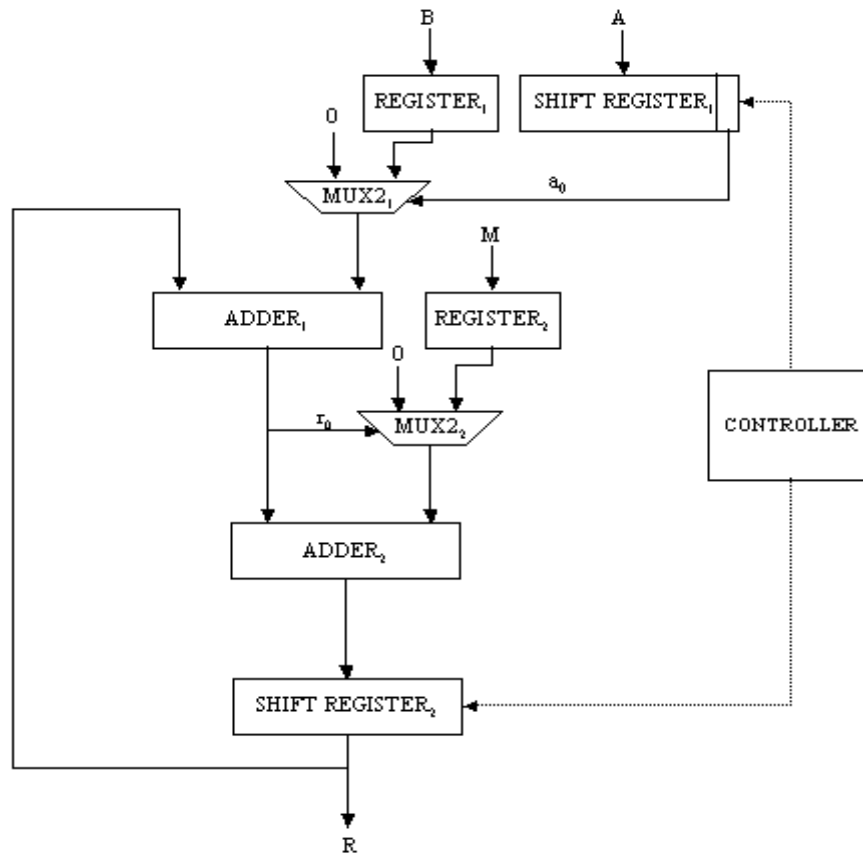 B A
REGISTER₁ SHIFT REGISTER₁
0
MUX2₁ a₀
M
ADDER₁ REGISTER₂
0
r₀ MUX2₂ CONTROLLER
ADDER₂
SHIFT REGISTER₂
R